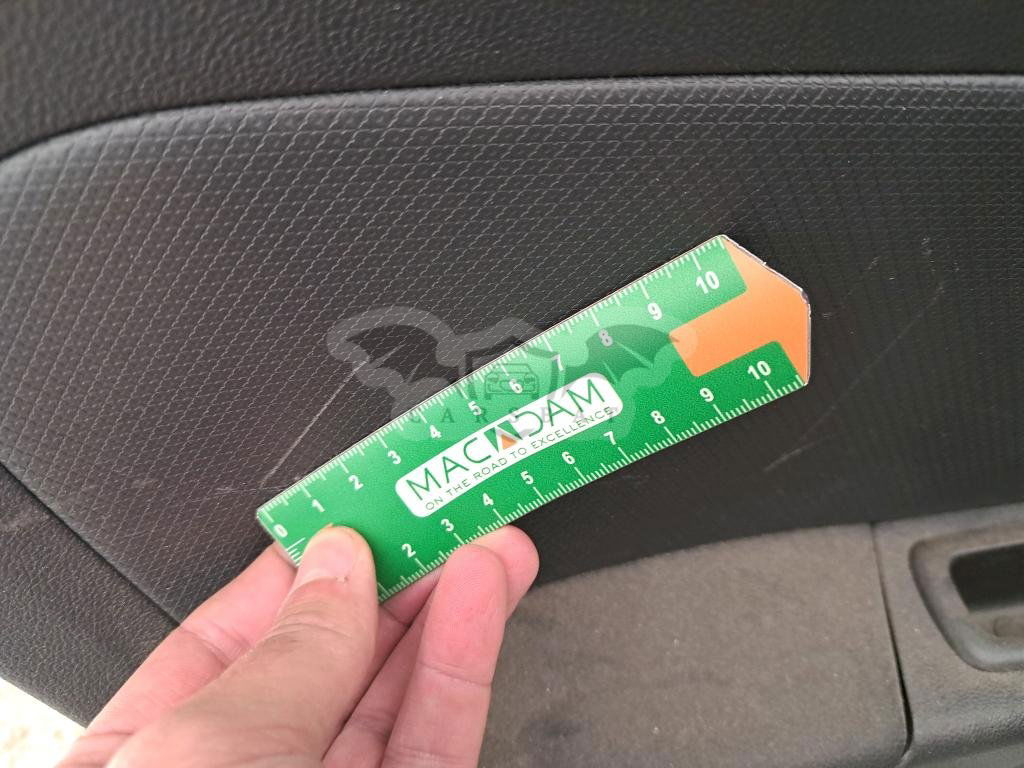 0 1 2 3 4 5 6 7 8 9 10
MACADAM
ON THE ROAD TO EXCELLENCE
2 3 4 5 6 7 8 9 10